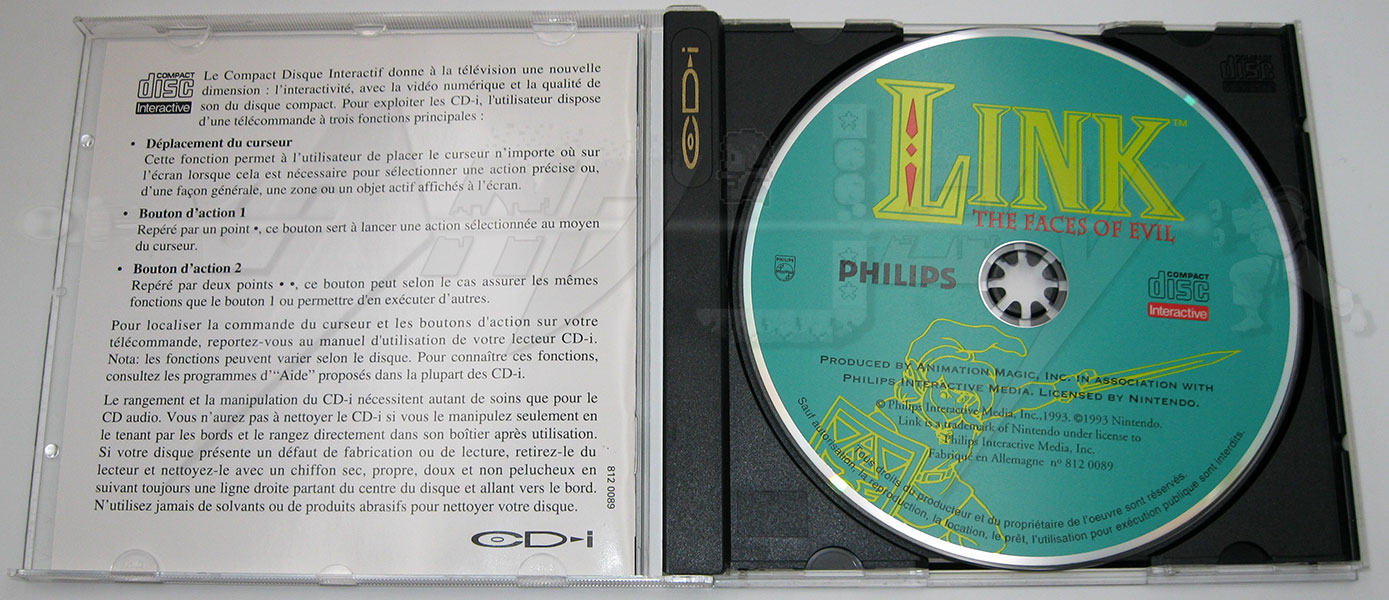 COMPACT
disc
Interactive
Le Compact Disque Interactif donne à la télévision une nouvelle
dimension : l'interactivité, avec la vidéo numérique et la qualité de
son du disque compact. Pour exploiter les CD-i, l'utilisateur dispose
d'une télécommande à trois fonctions principales :
• Déplacement du curseur
Cette fonction permet à l'utilisateur de placer le curseur n'importe où sur
l'écran lorsque cela est nécessaire pour sélectionner une action précise ou,
d'une façon générale, une zone ou un objet actif affichés à l'écran.
• Bouton d'action 1
Repéré par un point •, ce bouton sert à lancer une action sélectionnée au moyen
du curseur.
• Bouton d'action 2
Repéré par deux points • •, ce bouton peut selon le cas assurer les mêmes
fonctions que le bouton 1 ou permettre d'en exécuter d'autres.
Pour localiser la commande du curseur et les boutons d'action sur votre
télécommande, reportez-vous au manuel d'utilisation de votre lecteur CD-i.
Nota: les fonctions peuvent varier selon le disque. Pour connaître ces fonctions,
consultez les programmes d'“Aide” proposés dans la plupart des CD-i.
Le rangement et la manipulation du CD-i nécessitent autant de soins que pour le
CD audio. Vous n'aurez pas à nettoyer le CD-i si vous le manipulez seulement en
le tenant par les bords et le rangez directement dans son boîtier après utilisation.
Si votre disque présente un défaut de fabrication ou de lecture, retirez-le du
lecteur et nettoyez-le avec un chiffon sec, propre, doux et non pelucheux en
suivant toujours une ligne droite partant du centre du disque et allant vers le bord.
N'utilisez jamais de solvants ou de produits abrasifs pour nettoyer votre disque.
812 0089
CD-i
CD-i
COMPACT
disc
LINK™
THE FACES OF EVIL
PHILIPS
PHILIPS
COMPACT
disc
Interactive
PRODUCED BY ANIMATION MAGIC, INC. IN ASSOCIATION WITH
PHILIPS INTERACTIVE MEDIA. LICENSED BY NINTENDO.
© Philips Interactive Media, Inc.,1993. ©1993 Nintendo.
Link is a trademark of Nintendo under license to
Philips Interactive Media, Inc.
Fabrique en Allemagne nº 812 0089
Tous droits du producteur et du propriétaire de l'oeuvre sont réservés.
Sauf autorisation, la reproduction, la location, le prêt, l'utilisation pour exécution publique sont interdits.